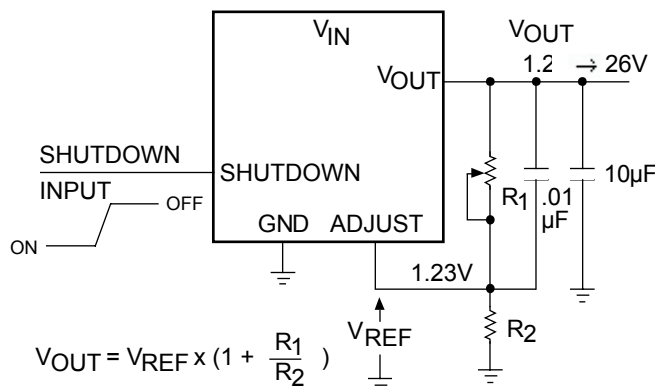 VIN
VOUT
1.2 → 26V
VOUT
SHUTDOWN
INPUT
SHUTDOWN
OFF
ON
GND
ADJUST
R1
.01
µF
10µF
1.23V
VREF
R2
VOUT = VREF x (1 + R1/R2 )